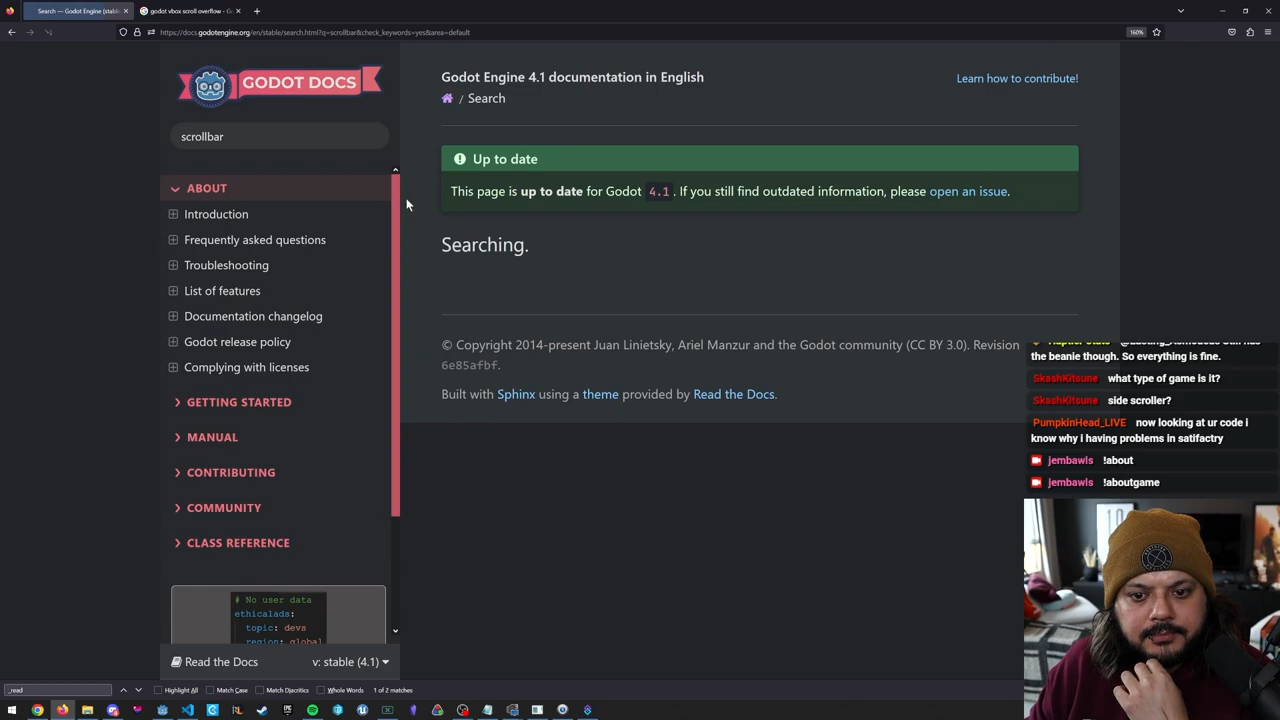 Search — Godot Engine (stable
godot vbox scroll overflow - G
https://docs.godotengine.org/en/stable/search.html?q=scrollbar&check_keywords=yes&area=default
160%
GODOT DOCS
scrollbar
ABOUT
Introduction
Frequently asked questions
Troubleshooting
List of features
Documentation changelog
Godot release policy
Complying with licenses
GETTING STARTED
MANUAL
CONTRIBUTING
COMMUNITY
CLASS REFERENCE
# No user data
ethicalads:
topic: devs
region: global
Read the Docs
v: stable (4.1)
Godot Engine 4.1 documentation in English
Learn how to contribute!
/ Search
Up to date
This page is up to date for Godot 4.1. If you still find outdated information, please open an issue.
Searching.
© Copyright 2014-present Juan Linietsky, Ariel Manzur and the Godot community (CC BY 3.0). Revision
6e85afbf.
Built with Sphinx using a theme provided by Read the Docs.
the beanie though. So everything is fine.
SkashKitsune what type of game is it?
SkashKitsune side scroller?
PumpkinHead_LIVE now looking at ur code i
know why i having problems in satifactry
jembawls !about
jembawls !aboutgame
_read
Highlight All
Match Case
Match Diacritics
Whole Words
1 of 2 matches